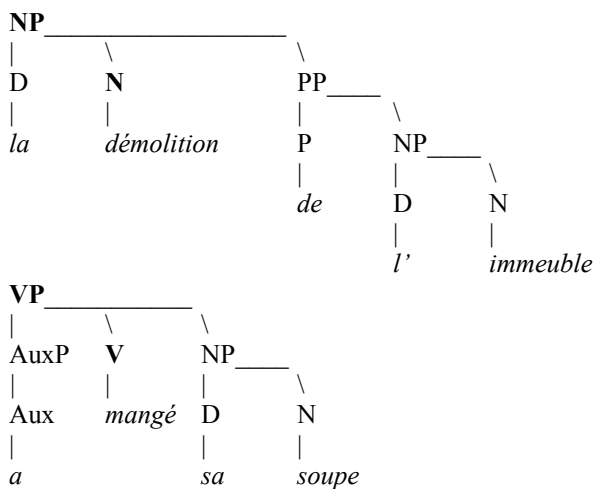 NP
D N PP
la démolition P NP
de D N
l’ immeuble
VP
AuxP V NP
Aux mangé D N
a sa soupe